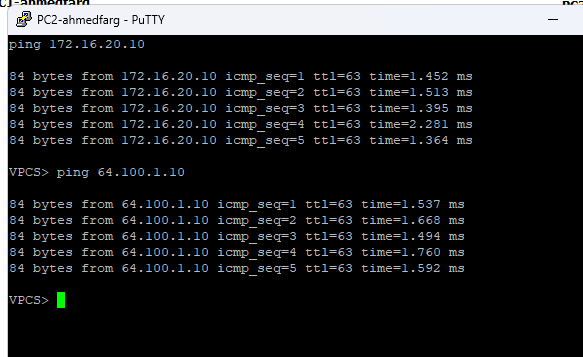 PC2-ahmedfarg - PuTTY
ping 172.16.20.10
84 bytes from 172.16.20.10 icmp_seq=1 ttl=63 time=1.452 ms
84 bytes from 172.16.20.10 icmp_seq=2 ttl=63 time=1.513 ms
84 bytes from 172.16.20.10 icmp_seq=3 ttl=63 time=1.395 ms
84 bytes from 172.16.20.10 icmp_seq=4 ttl=63 time=2.281 ms
84 bytes from 172.16.20.10 icmp_seq=5 ttl=63 time=1.364 ms
VPCS> ping 64.100.1.10
84 bytes from 64.100.1.10 icmp_seq=1 ttl=63 time=1.537 ms
84 bytes from 64.100.1.10 icmp_seq=2 ttl=63 time=1.668 ms
84 bytes from 64.100.1.10 icmp_seq=3 ttl=63 time=1.494 ms
84 bytes from 64.100.1.10 icmp_seq=4 ttl=63 time=1.760 ms
84 bytes from 64.100.1.10 icmp_seq=5 ttl=63 time=1.592 ms
VPCS>